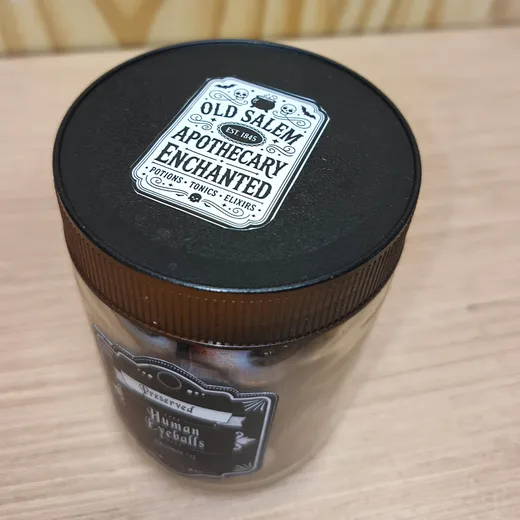 OLD SALEM
EST. 1845
APOTHECARY
ENCHANTED
POTIONS · TONICS · ELIXIRS
Preserved
Human
Eyeballs